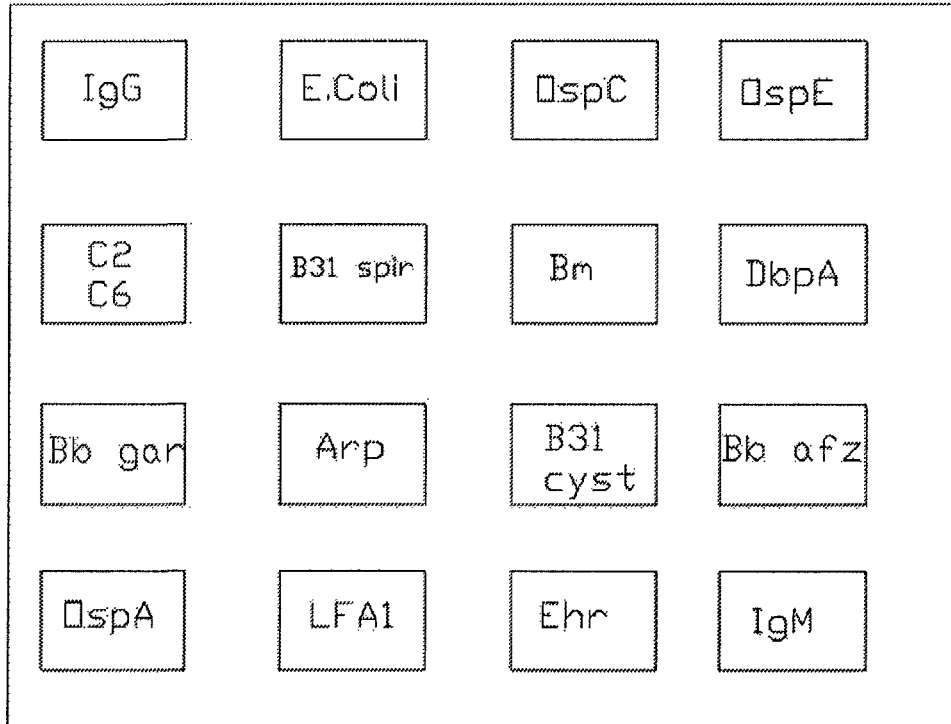 IgG
E.Coli
OspC
OspE
C2
C6
B31 spir
Bm
DbpA
Bb gar
Arp
B31
cyst
Bb afz
OspA
LFA1
Ehr
IgM